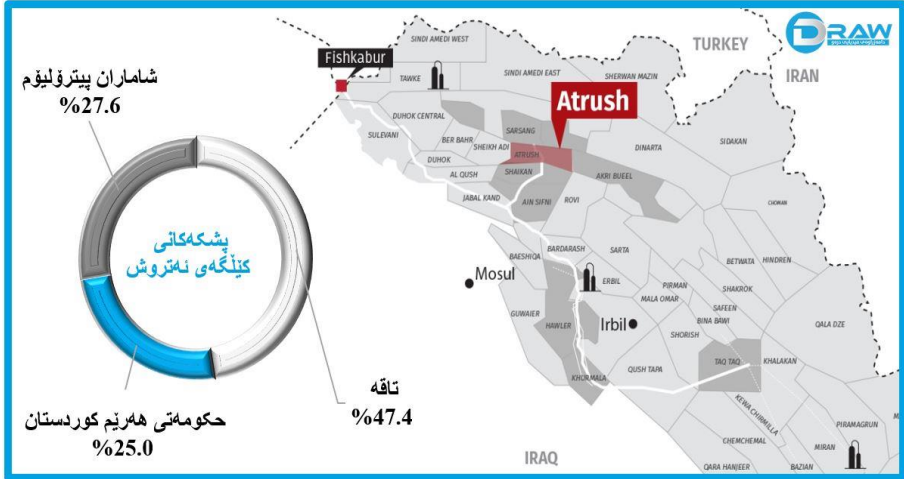 شاماران پیترۆلیۆم
%27.6
پشکەکانی
کێڵگەی ئەتروش
حکومەتی هەرێم کوردستان
%25.0
تاقە
%47.4
DRAW
TURKEY
IRAN
IRAQ
Fishkabur
Atrush
Mosul
Irbil
SINDI AMEDI WEST
TAWKE
SINDI AMEDI EAST
SHERWAN MAZIN
SULEVANI
DUHOK CENTRAL
BER BAHR
SARSANG
DUHOK
SHEIKH ADI
ATRUSH
DINARTA
SIDAKAN
AL QUSH
SHAIKAN
AKRI BIJEEL
JABAL KAND
AIN SIFNI
ROVI
CHOMAN
BARDARASH
SARTA
BAESHIQA
BETWATA
HINDREN
ERBIL
PIRMAN
SHAKROK
MALA OMAR
SAFEEN
GUWAIER
HAWLER
BINA BAWI
QALA DZE
SHORISH
TAQ TAQ
KHALAKAN
KHURMALA
QUSH TAPA
KEWA CHIRMILLA
PIRAMAGRUN
CHEMCHEMAL
MIRAN
QARA HANJEER
BAZIAN